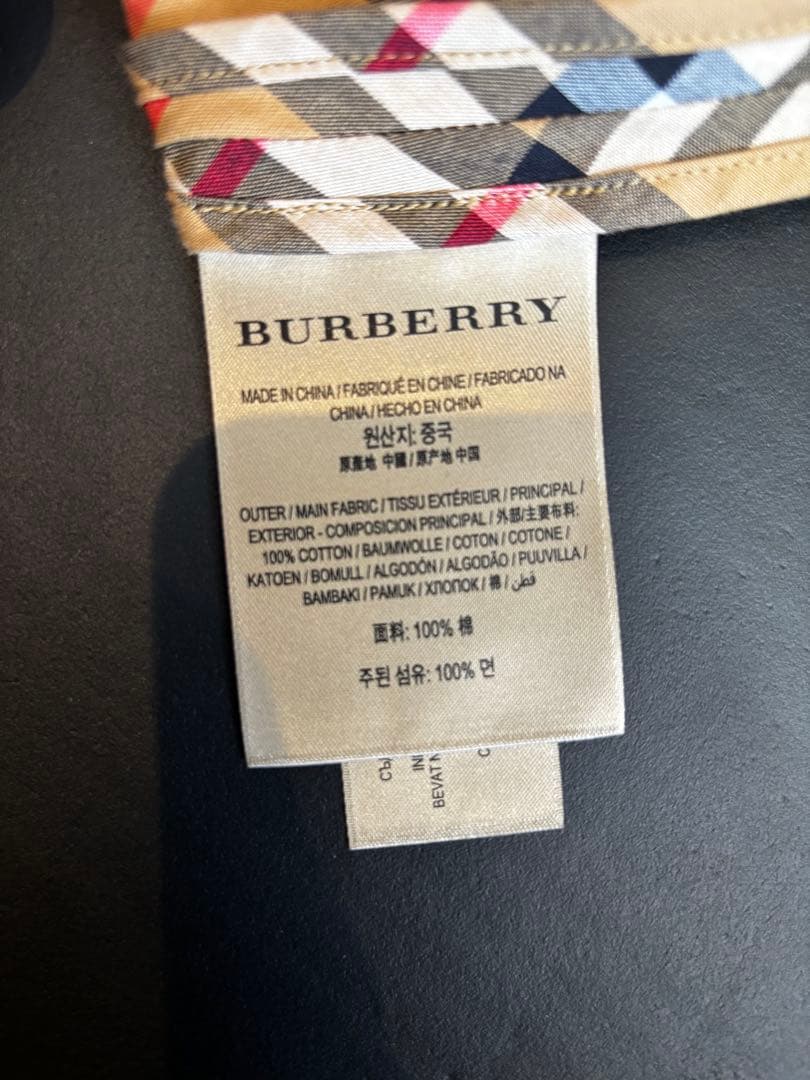 BURBERRY
MADE IN CHINA / FABRIQUÉ EN CHINE / FABRICADO NA
CHINA / HECHO EN CHINA
원산지: 중국
原產地 中國 / 原产地 中国
OUTER / MAIN FABRIC / TISSU EXTÉRIEUR / PRINCIPAL /
EXTERIOR - COMPOSICION PRINCIPAL / 外部/主要布料:
100% COTTON / BAUMWOLLE / COTON / COTONE /
KATOEN / BOMULL / ALGODÓN / ALGODÃO / PUUVILLA /
BAMBAKI / PAMUK / ХЛОПОК / 棉 / قطن
面料: 100% 棉
주된 섬유: 100% 면
BEVAT